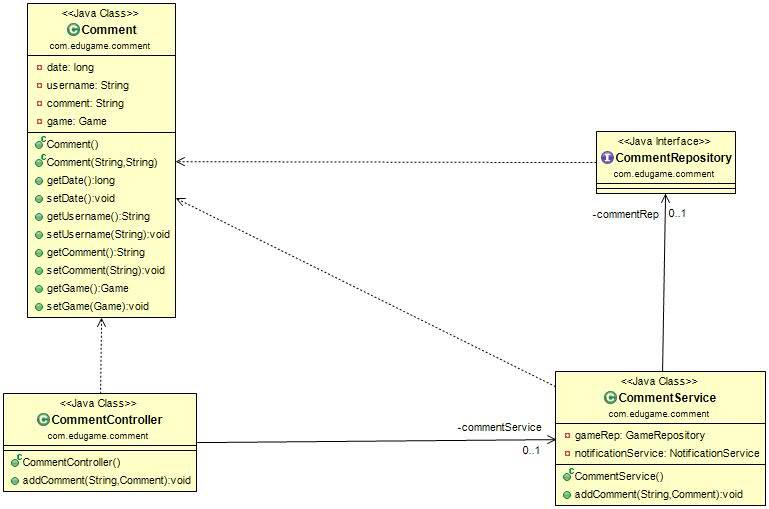 <<Java Class>>
Comment
com.edugame.comment
date: long
username: String
comment: String
game: Game
Comment()
Comment(String,String)
getDate():long
setDate():void
getUsername():String
setUsername(String):void
getComment():String
setComment(String):void
getGame():Game
setGame(Game):void
<<Java Interface>>
CommentRepository
com.edugame.comment
-commentRep
0..1
<<Java Class>>
CommentController
com.edugame.comment
CommentController()
addComment(String,Comment):void
-commentService
0..1
<<Java Class>>
CommentService
com.edugame.comment
gameRep: GameRepository
notificationService: NotificationService
CommentService()
addComment(String,Comment):void